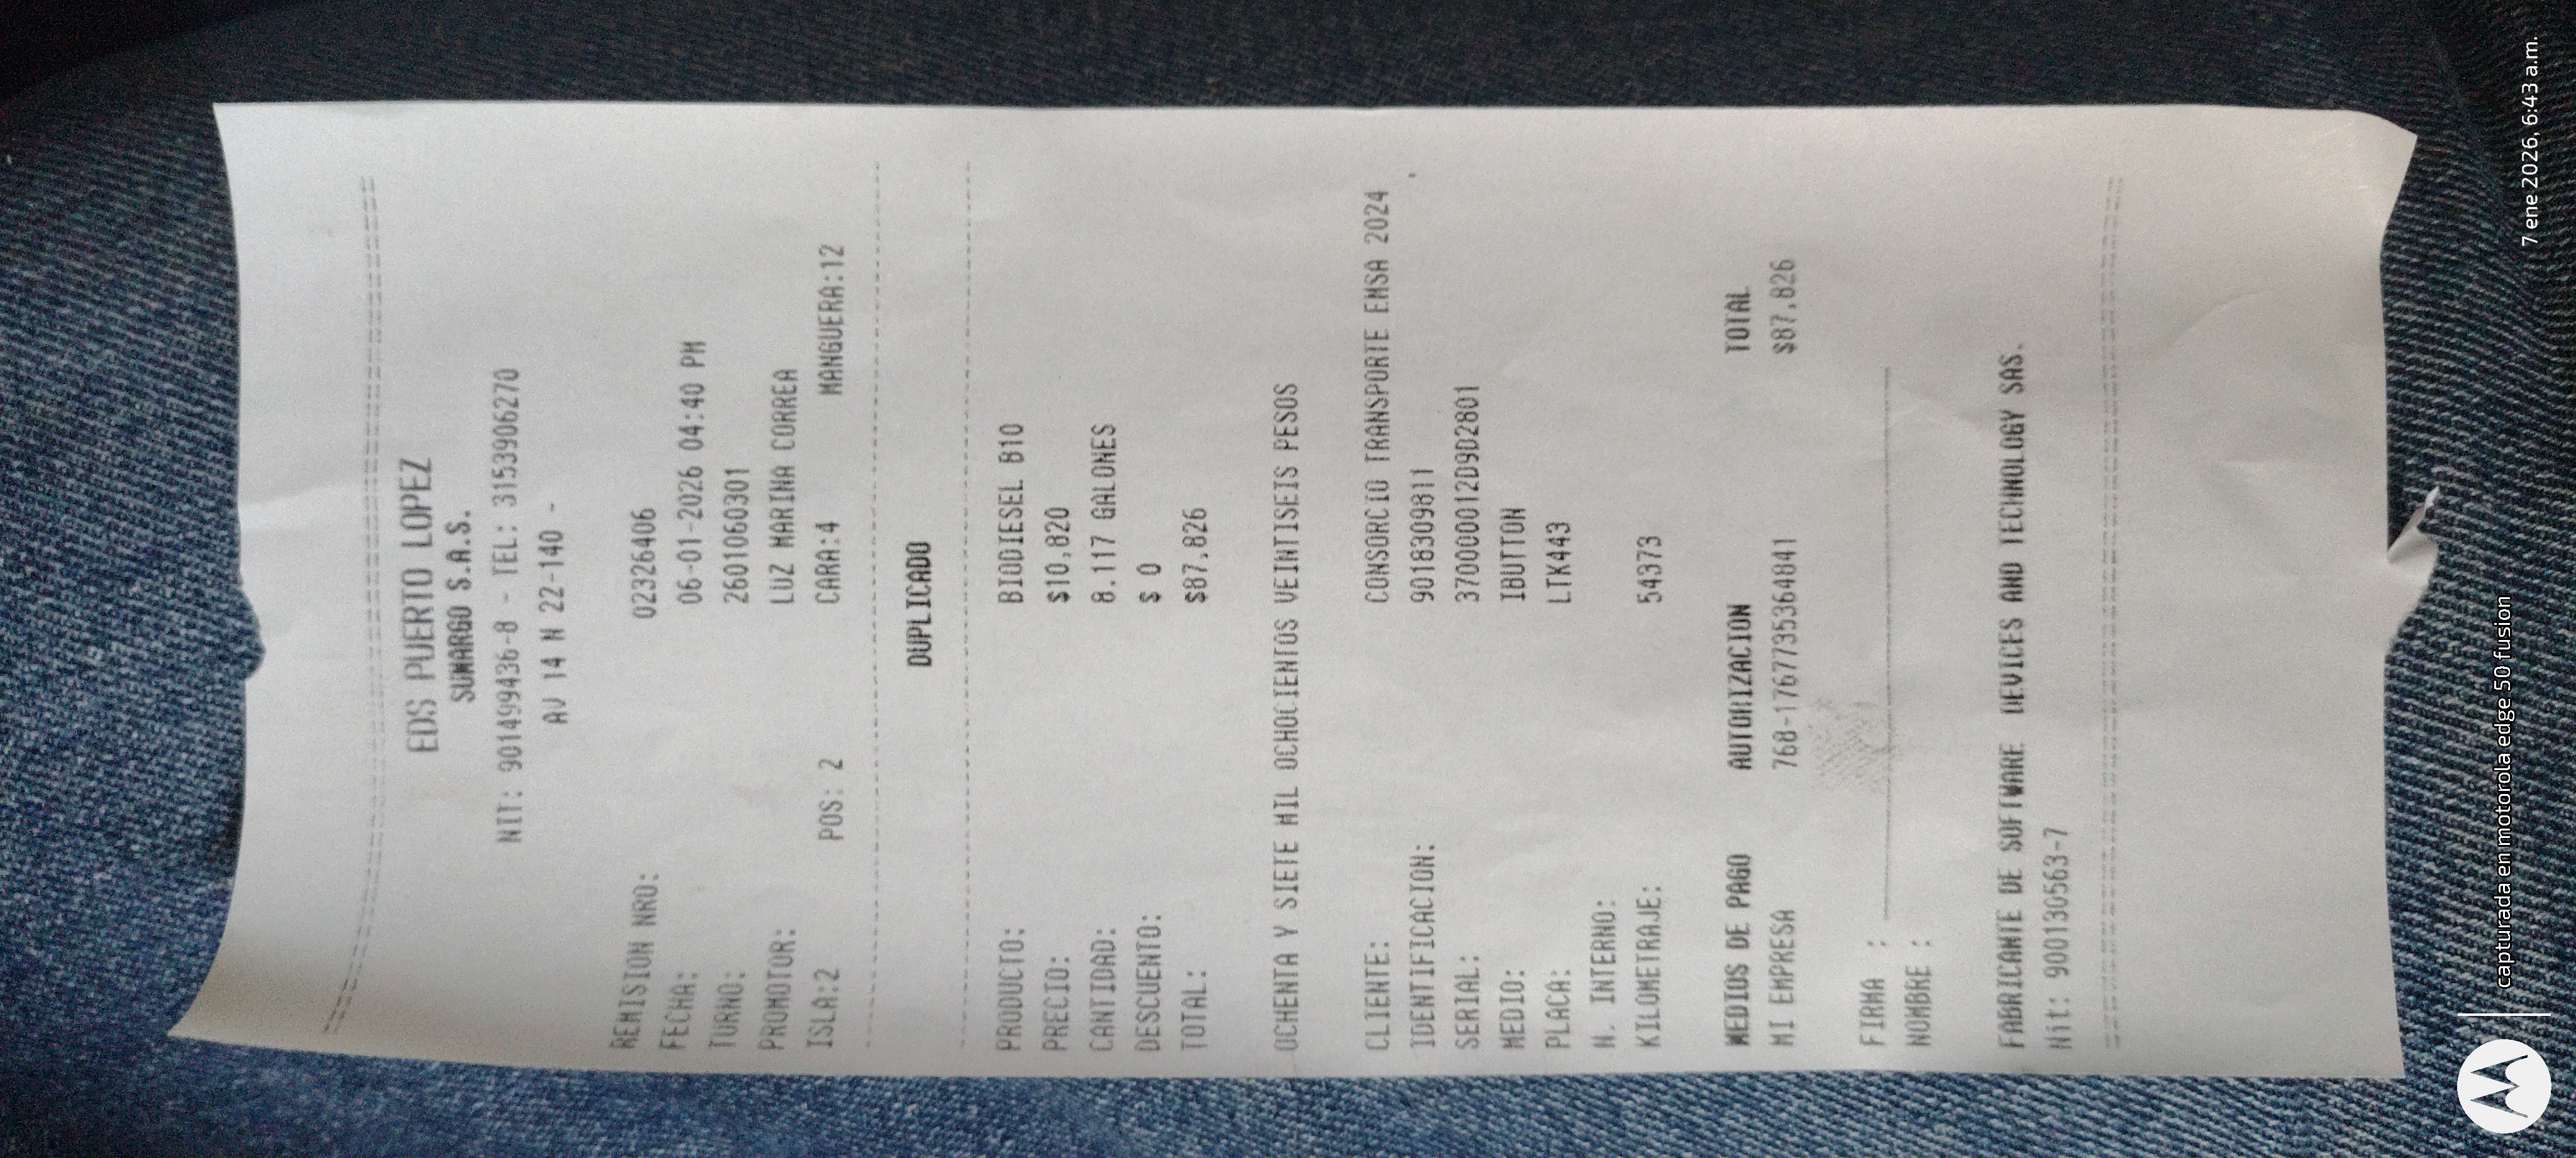 EDS PUERTO LOPEZ
SUMARGO S.A.S.
NIT: 901499436-8 - TEL: 3153906270
AV 14 N 22-140 -
REMISION NRO: 02326406
FECHA: 06-01-2026 04:40 PM
TURNO: 2601060301
PROMOTOR: LUZ MARINA CORREA
ISLA:2 POS: 2 CARA:4 MANGUERA:12
DUPLICADO
PRODUCTO: BIODIESEL B10
PRECIO: $10,820
CANTIDAD: 8.117 GALONES
DESCUENTO: $ 0
TOTAL: $87,826
OCHENTA Y SIETE MIL OCHOCIENTOS VEINTISEIS PESOS
CLIENTE: CONSORCIO TRANSPORTE EMSA 2024
IDENTIFICACION: 9018309811
SERIAL: 370000012D9D2801
MEDIO: IBUTTON
PLACA: LTK443
N. INTERNO:
KILOMETRAJE: 54373
MEDIOS DE PAGO AUTORIZACION TOTAL
MI EMPRESA 768-1767735364841 $87,826
FIRMA :
NOMBRE :
FABRICANTE DE SOFTWARE DEVICES AND TECHNOLOGY SAS.
Nit: 900130563-7
capturada en motorola edge 50 fusion
7 ene 2026, 6:43 a.m.